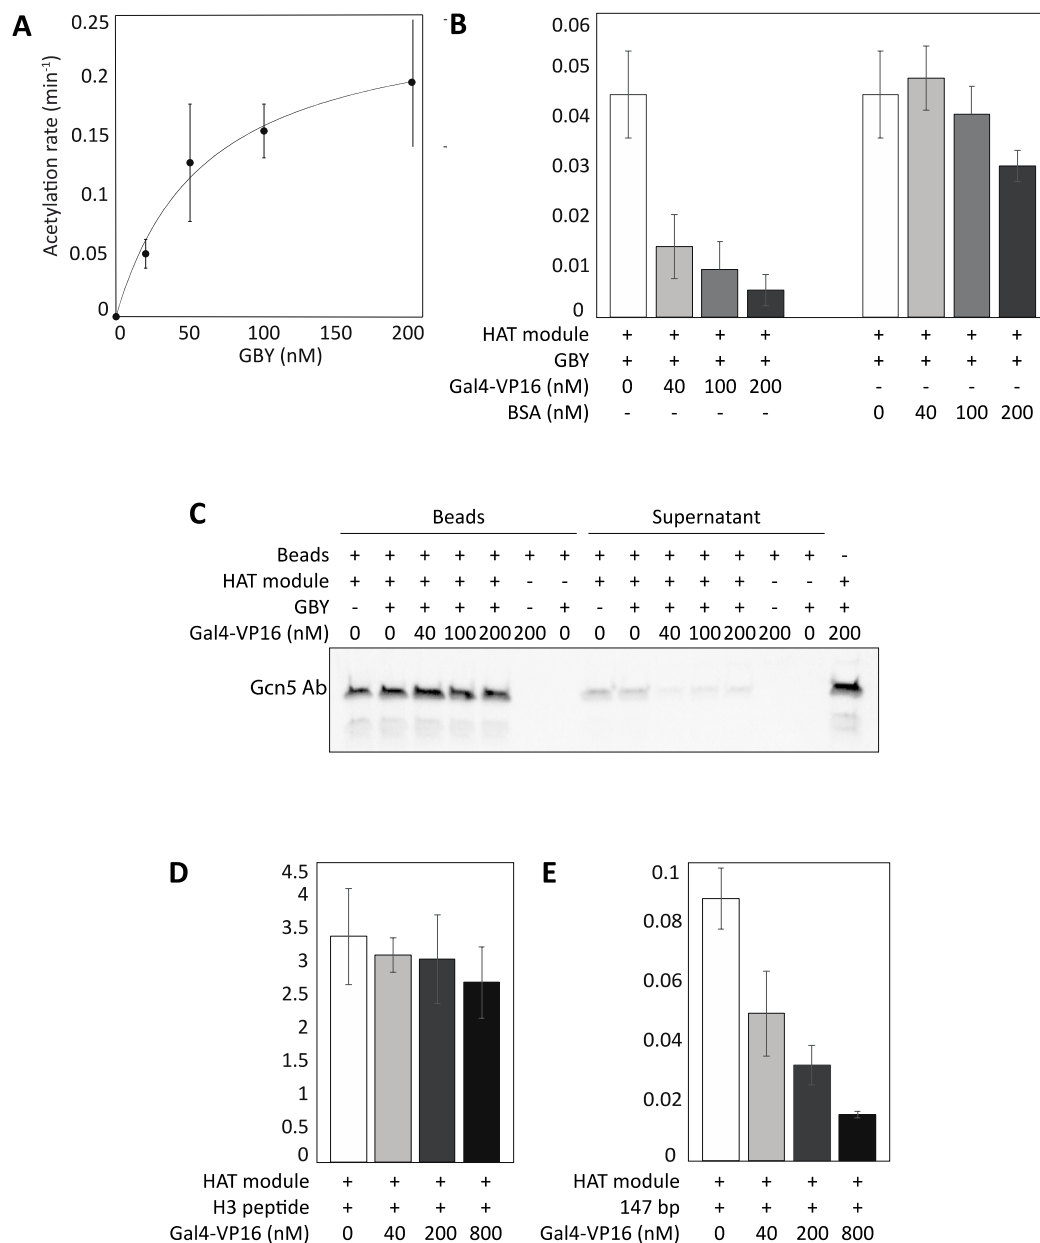 A
Acetylation rate (min-1)
0.25
0.2
0.15
0.1
0.05
0
0 50 100 150 200
GBY (nM)
B
0.06
0.05
0.04
0.03
0.02
0.01
0
HAT module + + + + + + + +
GBY + + + + + + + +
Gal4-VP16 (nM) 0 40 100 200 - - - -
BSA (nM) - - - - 0 40 100 200
C
Beads Supernatant
Beads + + + + + + + + + + + + + + -
HAT module + + + + + - - + + + + + - - +
GBY - + + + + - + - + + + + - + +
Gal4-VP16 (nM) 0 0 40 100 200 200 0 0 0 40 100 200 200 0 200
Gcn5 Ab
D
4.5
4
3.5
3
2.5
2
1.5
1
0.5
0
HAT module + + + +
H3 peptide + + + +
Gal4-VP16 (nM) 0 40 200 800
E
0.1
0.08
0.06
0.04
0.02
0
HAT module + + + +
147 bp + + + +
Gal4-VP16 (nM) 0 40 200 800